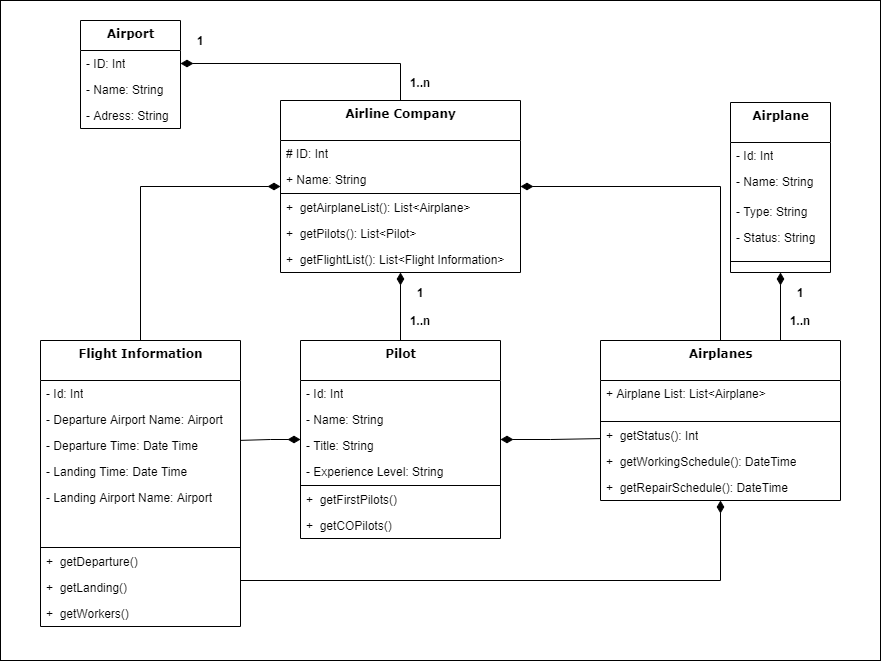 Airport
- ID: Int
- Name: String
- Adress: String
1
1..n
Airline Company
# ID: Int
+ Name: String
+ getAirplaneList(): List<Airplane>
+ getPilots(): List<Pilot>
+ getFlightList(): List<Flight Information>
Airplane
- Id: Int
- Name: String
- Type: String
- Status: String
1
1..n
1
1..n
Flight Information
- Id: Int
- Departure Airport Name: Airport
- Departure Time: Date Time
- Landing Time: Date Time
- Landing Airport Name: Airport
+ getDeparture()
+ getLanding()
+ getWorkers()
Pilot
- Id: Int
- Name: String
- Title: String
- Experience Level: String
+ getFirstPilots()
+ getCOPilots()
Airplanes
+ Airplane List: List<Airplane>
+ getStatus(): Int
+ getWorkingSchedule(): DateTime
+ getRepairSchedule(): DateTime